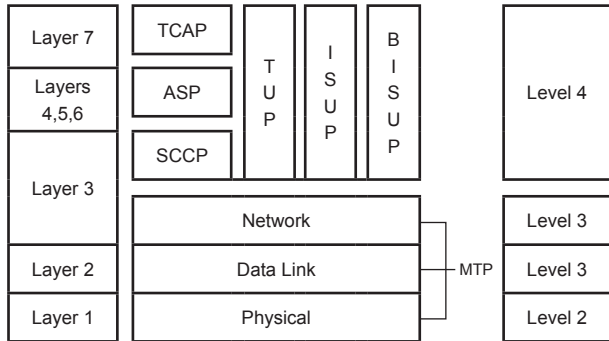 Layer 7
Layers
4,5,6
Layer 3
Layer 2
Layer 1
TCAP
ASP
SCCP
T
U
P
I
S
U
P
B
I
S
U
P
Network
Data Link
Physical
MTP
Level 4
Level 3
Level 3
Level 2